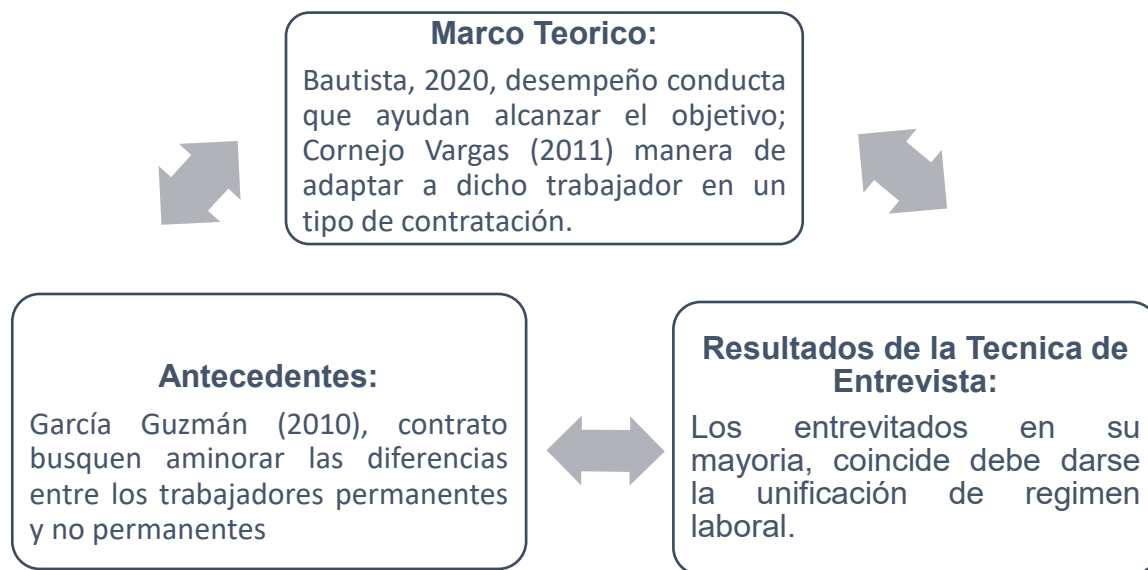 Marco Teorico:
Bautista, 2020, desempeño conducta
que ayudan alcanzar el objetivo;
Cornejo Vargas (2011) manera de
adaptar a dicho trabajador en un
tipo de contratación.
Antecedentes:
García Guzmán (2010), contrato
busquen aminorar las diferencias
entre los trabajadores permanentes
y no permanentes
Resultados de la Tecnica de
Entrevista:
Los entrevitados en su
mayoria, coincide debe darse
la unificación de regimen
laboral.